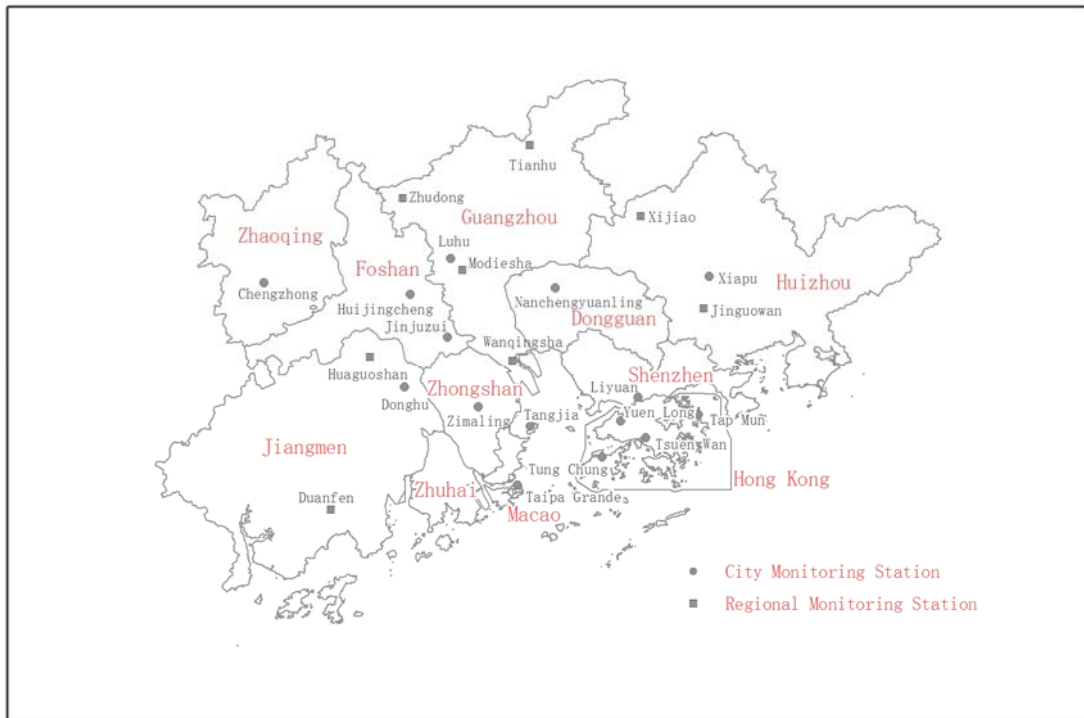 Tianhu
Zhudong
Guangzhou
Xijiao
Zhaoqing
Luhu
Modiesha
Foshan
Xiapu
Huizhou
Chengzhong
Huijingcheng
Nanchengyuanling
Dongguan
Jinguowan
Jinjuzui
Wanqingsha
Huaguoshan
Shenzhen
Donghu
Zhongshan
Liyuan
Zimaling
Tangjia
Yuen Long
Tap Mun
Jiangmen
Tsuen Wan
Tung Chung
Hong Kong
Duanfen
Zhuhai
Taipa Grande
Macao
City Monitoring Station
Regional Monitoring Station